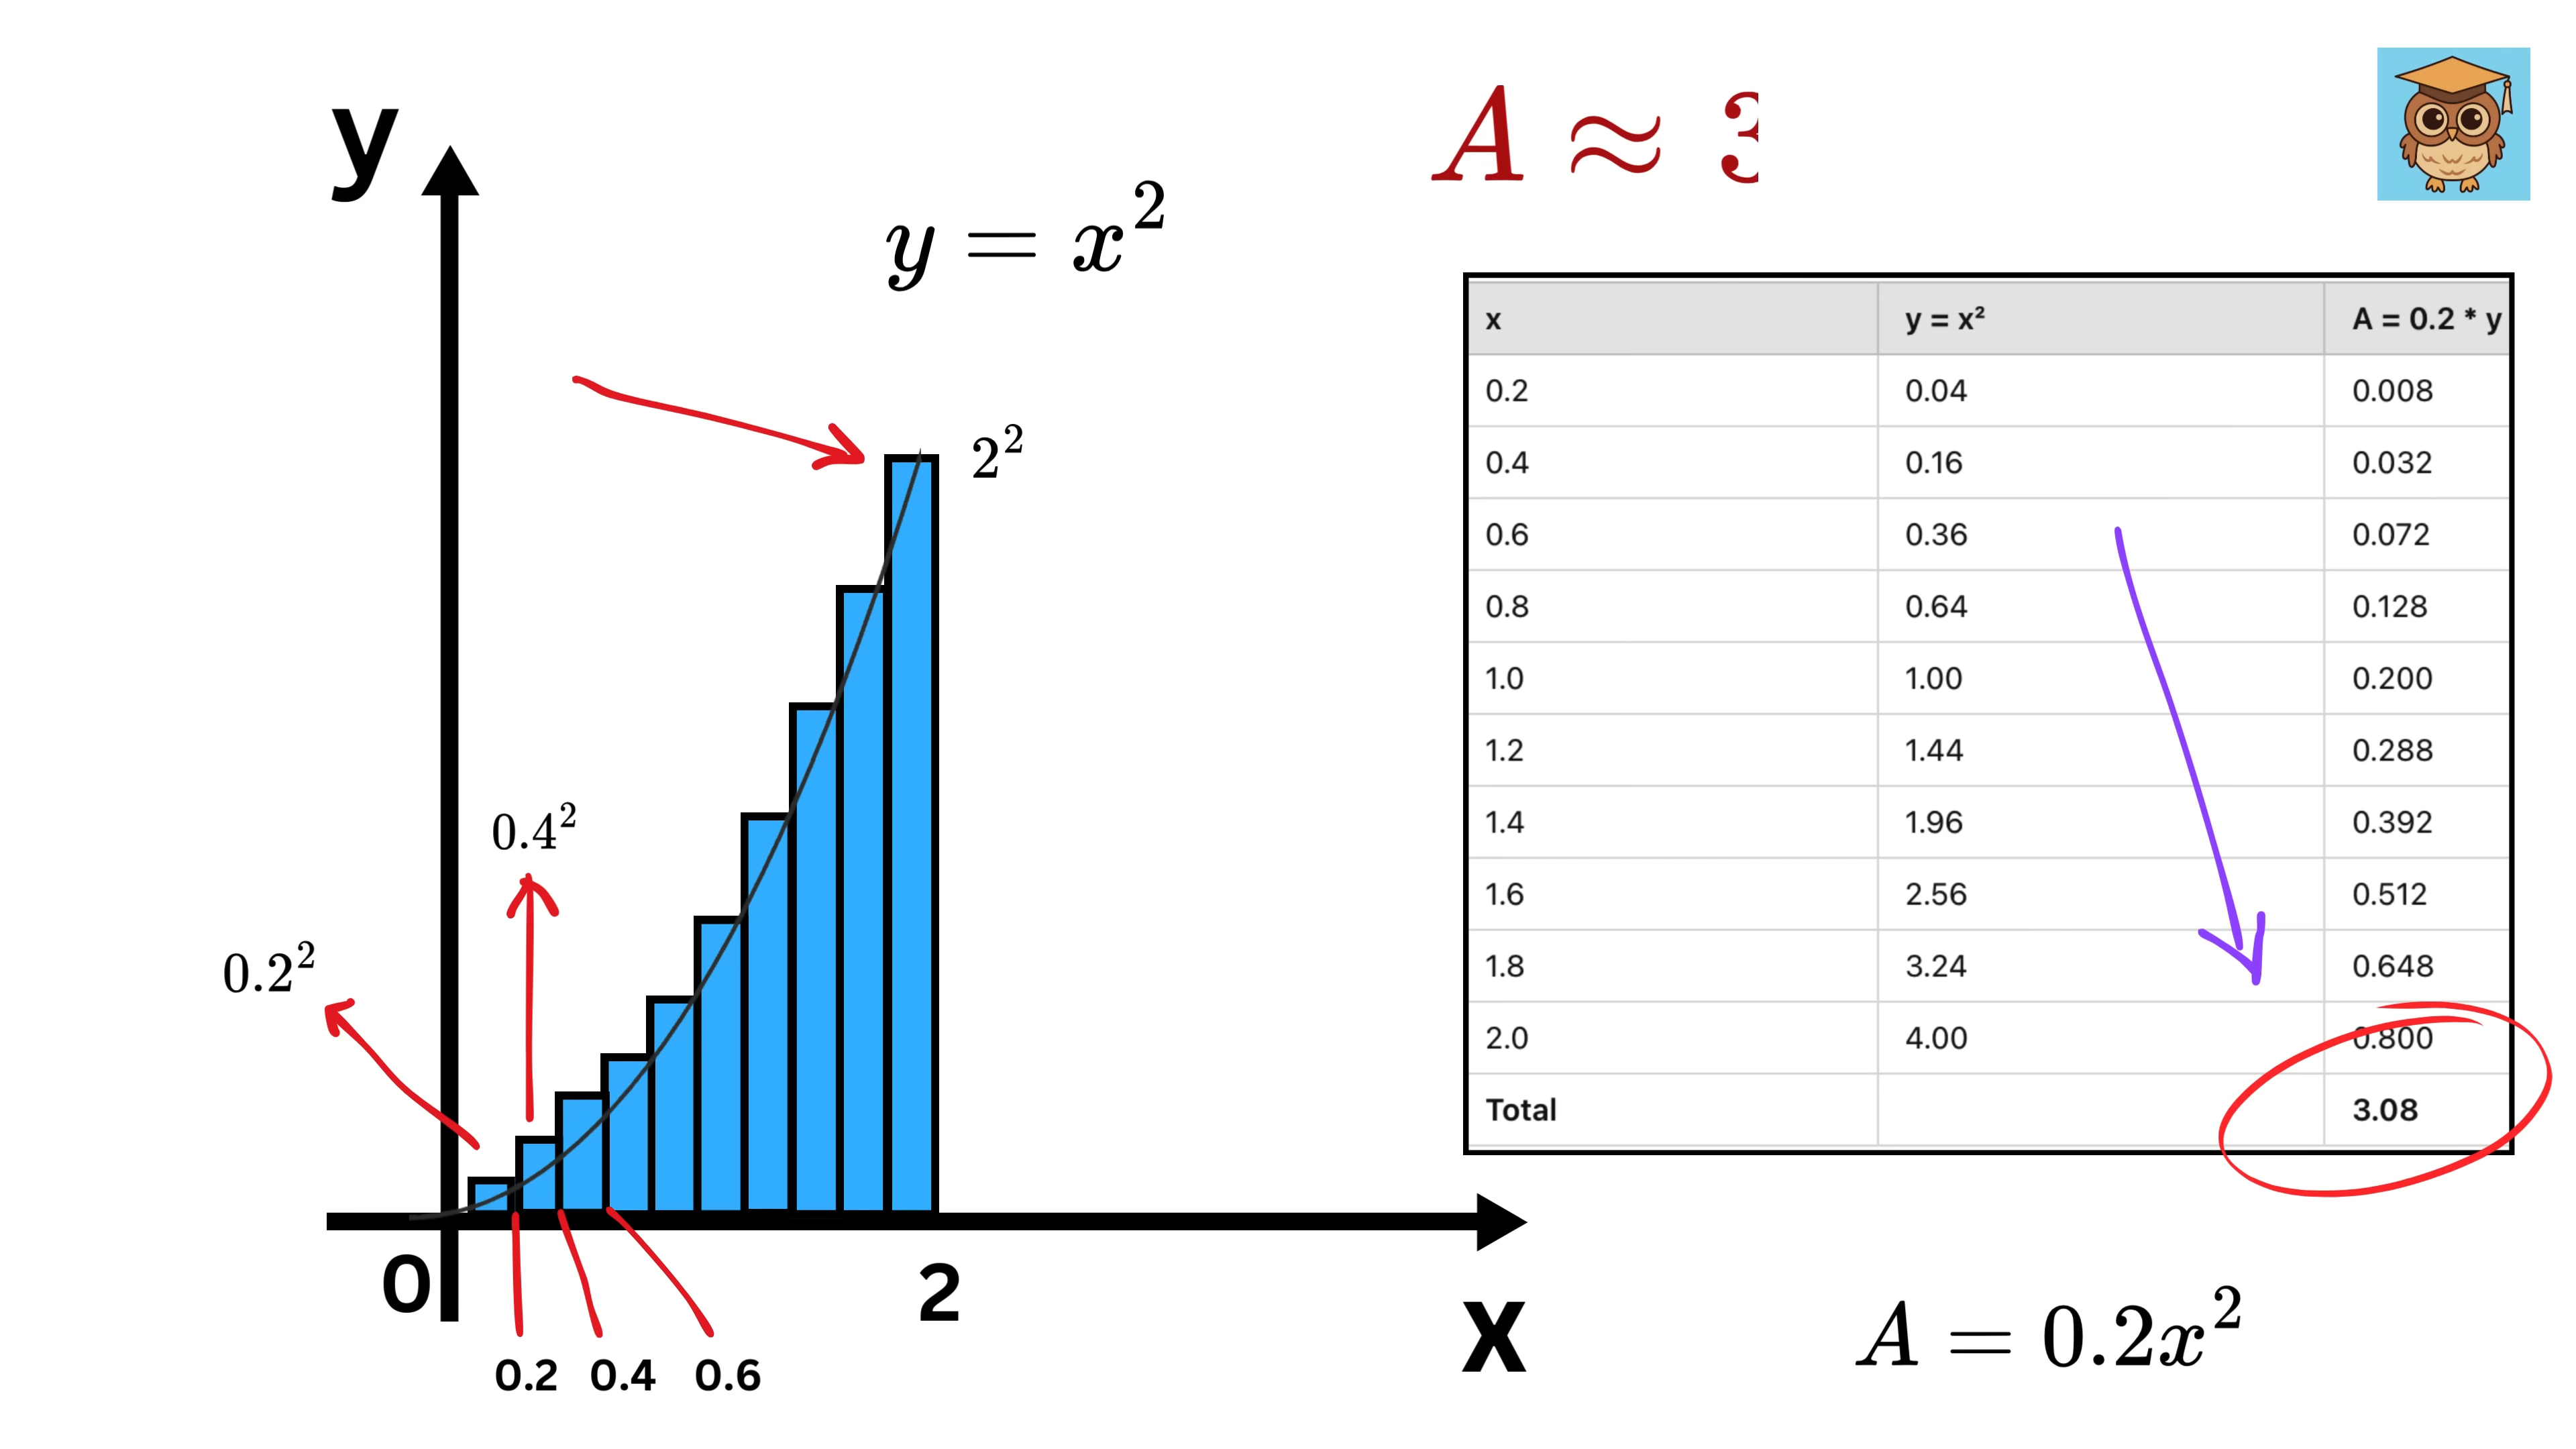 y
A ≈ 3
y = x²
2²
0.4²
0.2²
0
2
0.2 0.4 0.6
x
x y = x² A = 0.2 * y
0.2 0.04 0.008
0.4 0.16 0.032
0.6 0.36 0.072
0.8 0.64 0.128
1.0 1.00 0.200
1.2 1.44 0.288
1.4 1.96 0.392
1.6 2.56 0.512
1.8 3.24 0.648
2.0 4.00 0.800
Total 3.08
A = 0.2x²